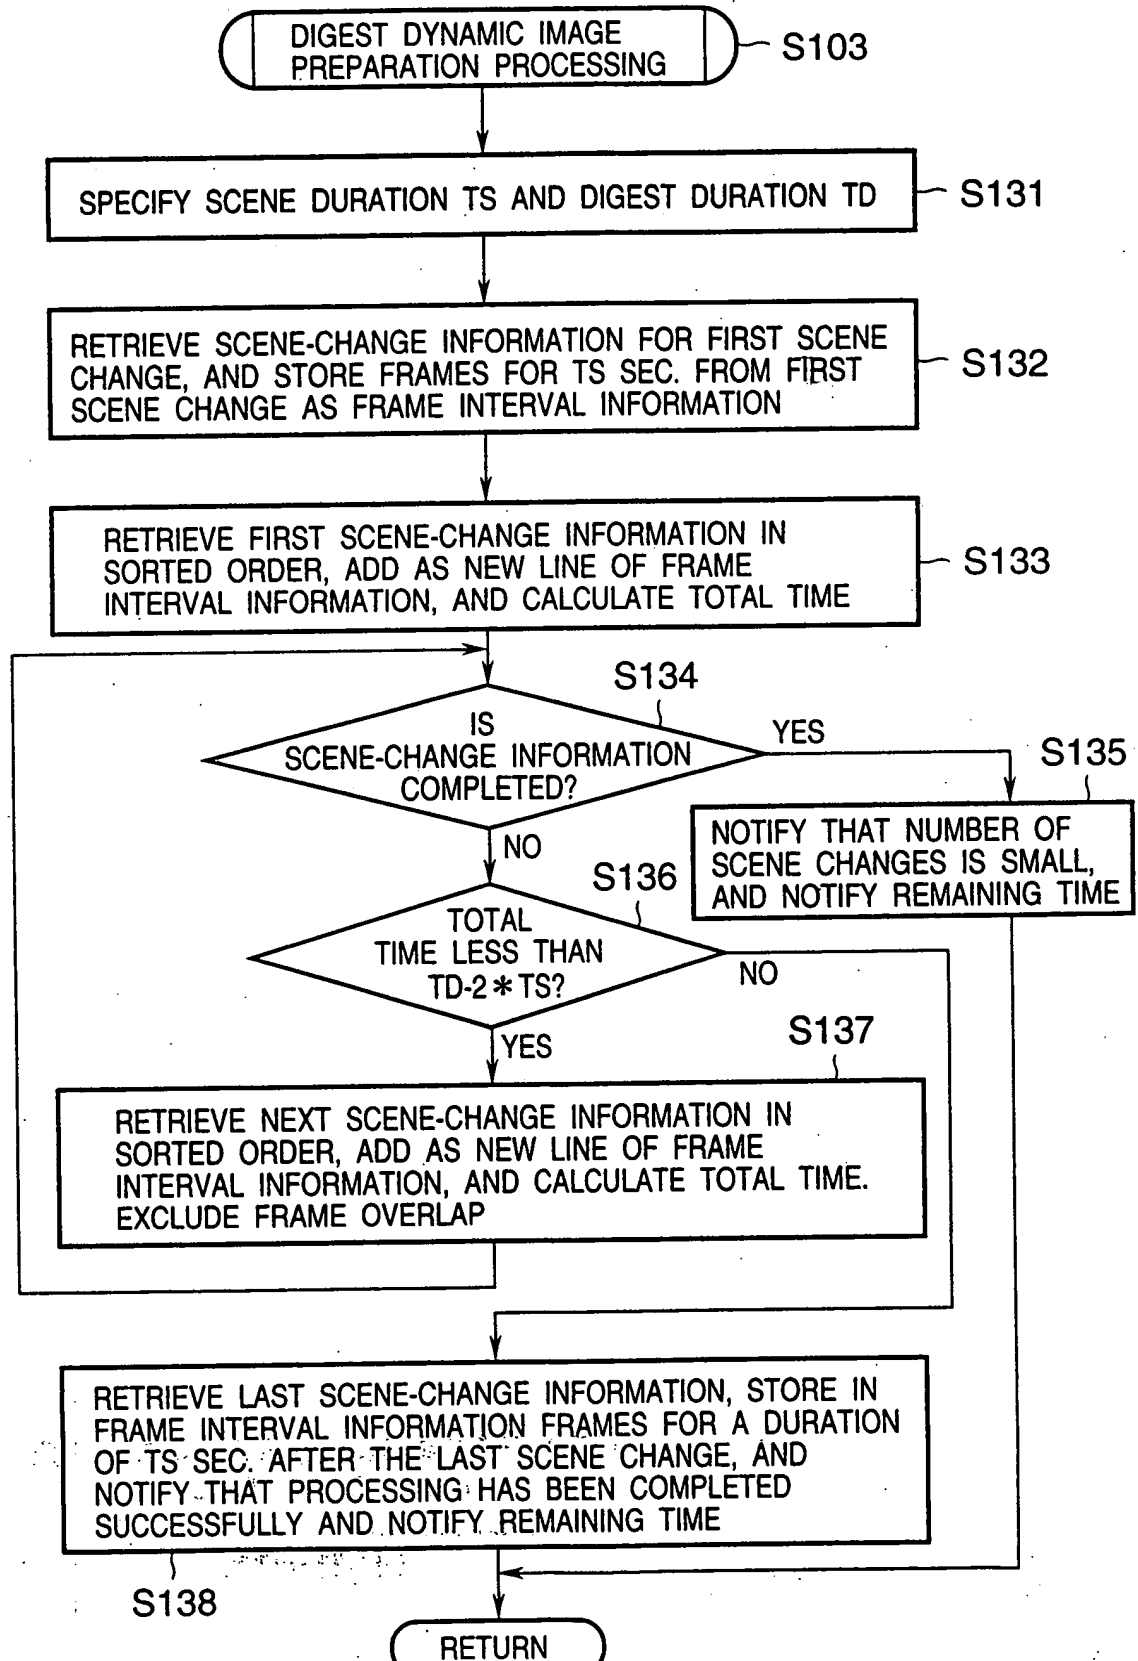 DIGEST DYNAMIC IMAGE
PREPARATION PROCESSING
S103
SPECIFY SCENE DURATION TS AND DIGEST DURATION TD
S131
RETRIEVE SCENE-CHANGE INFORMATION FOR FIRST SCENE
CHANGE, AND STORE FRAMES FOR TS SEC. FROM FIRST
SCENE CHANGE AS FRAME INTERVAL INFORMATION
S132
RETRIEVE FIRST SCENE-CHANGE INFORMATION IN
SORTED ORDER, ADD AS NEW LINE OF FRAME
INTERVAL INFORMATION, AND CALCULATE TOTAL TIME
S133
S134
IS
SCENE-CHANGE INFORMATION
COMPLETED?
YES
S135
NOTIFY THAT NUMBER OF
SCENE CHANGES IS SMALL,
AND NOTIFY REMAINING TIME
NO
S136
TOTAL
TIME LESS THAN
TD-2*TS?
NO
YES
S137
RETRIEVE NEXT SCENE-CHANGE INFORMATION IN
SORTED ORDER, ADD AS NEW LINE OF FRAME
INTERVAL INFORMATION, AND CALCULATE TOTAL TIME.
EXCLUDE FRAME OVERLAP
RETRIEVE LAST SCENE-CHANGE INFORMATION, STORE IN
FRAME INTERVAL INFORMATION FRAMES FOR A DURATION
OF TS SEC. AFTER THE LAST SCENE CHANGE, AND
NOTIFY THAT PROCESSING HAS BEEN COMPLETED
SUCCESSFULLY AND NOTIFY REMAINING TIME
S138
RETURN